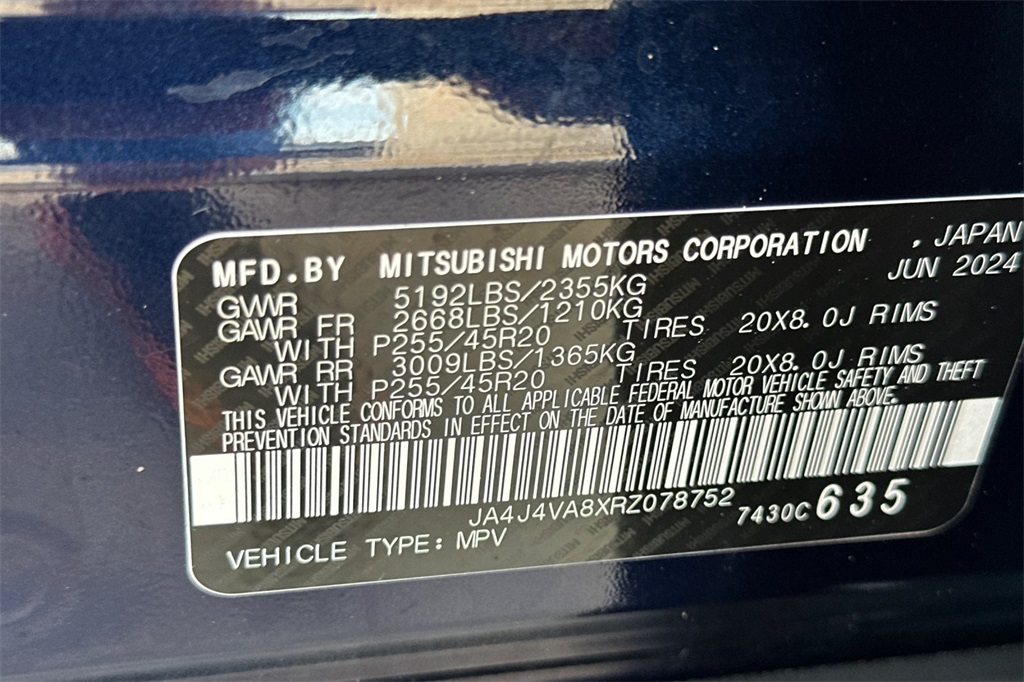 MFD.BY MITSUBISHI MOTORS CORPORATION . JAPAN
JUN 2024
GVWR 5192LBS/2355KG
GAWR FR 2668LBS/1210KG
WITH P255/45R20 TIRES 20X8.0J RIMS
GAWR RR 3009LBS/1365KG
WITH P255/45R20 TIRES 20X8.0J RIMS
THIS VEHICLE CONFORMS TO ALL APPLICABLE FEDERAL MOTOR VEHICLE SAFETY AND THEFT
PREVENTION STANDARDS IN EFFECT ON THE DATE OF MANUFACTURE SHOWN ABOVE.
JA4J4VA8XRZ078752 7430C 635
VEHICLE TYPE: MPV